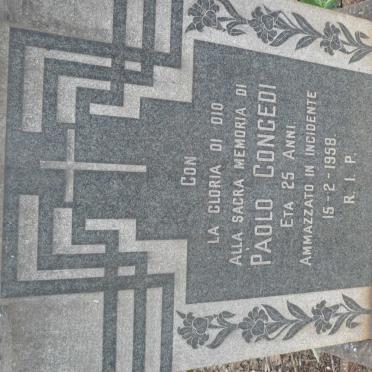 CON
LA GLORIA DI DIO
ALLA SACRA MEMORIA DI
PAOLO CONGEDI
ETA 25 ANNI
AMMAZZATO IN INCIDENTE
15-2-1958
R. I. P.